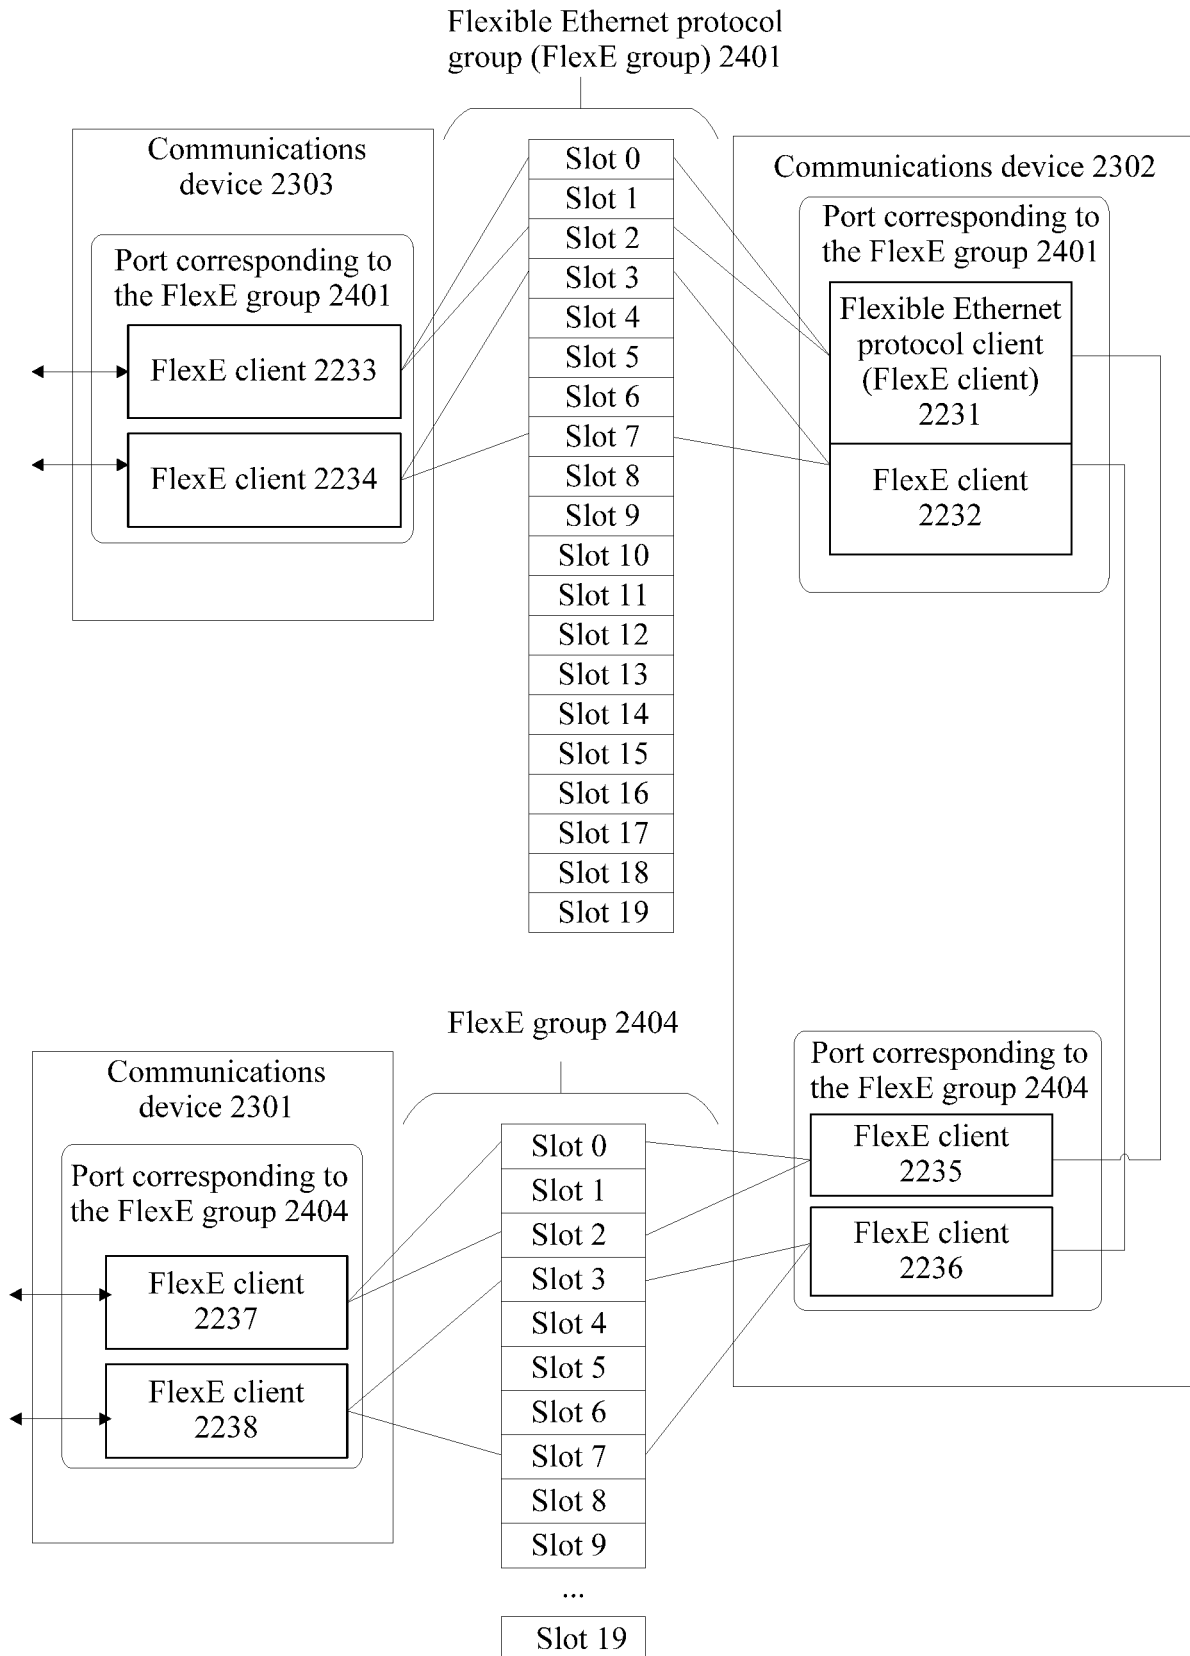 Flexible Ethernet protocol
group (FlexE group) 2401
Communications
device 2303
Port corresponding to
the FlexE group 2401
FlexE client 2233
FlexE client 2234
Slot 0
Slot 1
Slot 2
Slot 3
Slot 4
Slot 5
Slot 6
Slot 7
Slot 8
Slot 9
Slot 10
Slot 11
Slot 12
Slot 13
Slot 14
Slot 15
Slot 16
Slot 17
Slot 18
Slot 19
Communications device 2302
Port corresponding to
the FlexE group 2401
Flexible Ethernet
protocol client
(FlexE client)
2231
FlexE client
2232
FlexE group 2404
Communications
device 2301
Port corresponding to
the FlexE group 2404
FlexE client
2237
FlexE client
2238
Slot 0
Slot 1
Slot 2
Slot 3
Slot 4
Slot 5
Slot 6
Slot 7
Slot 8
Slot 9
...
Slot 19
Port corresponding to
the FlexE group 2404
FlexE client
2235
FlexE client
2236